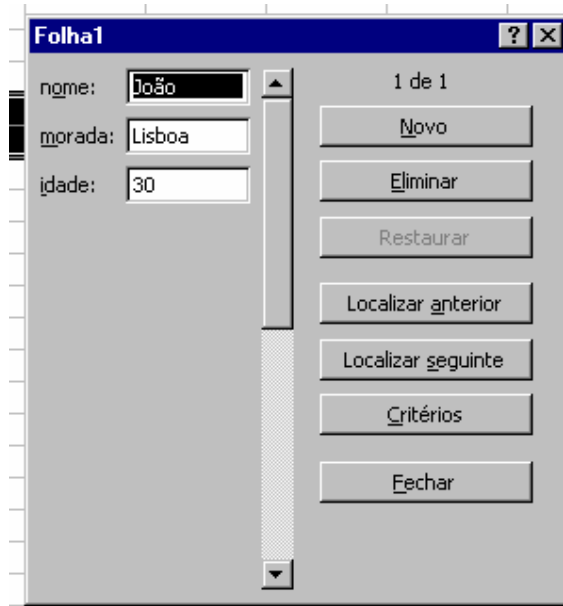 Folha1
nome: João
morada: Lisboa
idade: 30
1 de 1
Novo
Eliminar
Restaurar
Localizar anterior
Localizar seguinte
Critérios
Fechar